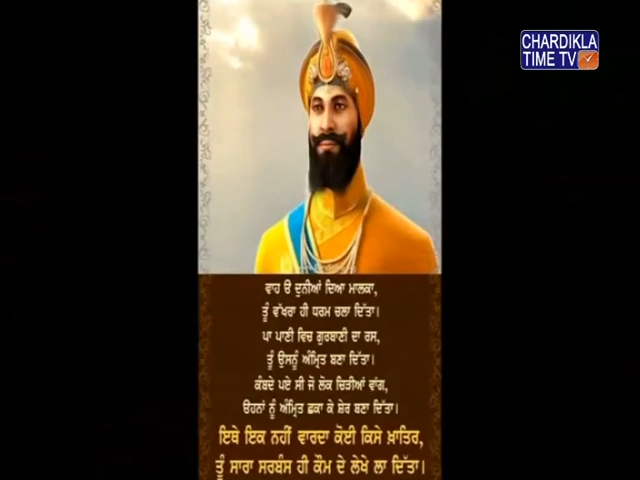 CHARDIKLA
TIME TV
ਵਾਹ ੳ ਦੁਨੀਆਂ ਦਿਆ ਮਾਲਕਾ,
ਤੂੰ ਵੱਖਰਾ ਹੀ ਧਰਮ ਚਲਾ ਦਿੱਤਾ।
ਪਾ ਪਾਣੀ ਵਿਚ ਗੁਰਬਾਣੀ ਦਾ ਰਸ,
ਤੂੰ ਉਸਨੂੰ ਅੰਮ੍ਰਿਤ ਬਣਾ ਦਿੱਤਾ।
ਕੰਬਦੇ ਪਏ ਸੀ ਜੋ ਲੋਕ ਚਿੜੀਆਂ ਵਾਂਗ,
ਓਹਨਾਂ ਨੂੰ ਅੰਮ੍ਰਿਤ ਛਕਾ ਕੇ ਸ਼ੇਰ ਬਣਾ ਦਿੱਤਾ।
ਇਥੇ ਇਕ ਨਹੀਂ ਵਾਰਦਾ ਕੋਈ ਕਿਸੇ ਖ਼ਾਤਿਰ,
ਤੂੰ ਸਾਰਾ ਸਰਬੰਸ ਹੀ ਕੌਮ ਦੇ ਲੇਖੇ ਲਾ ਦਿੱਤਾ।